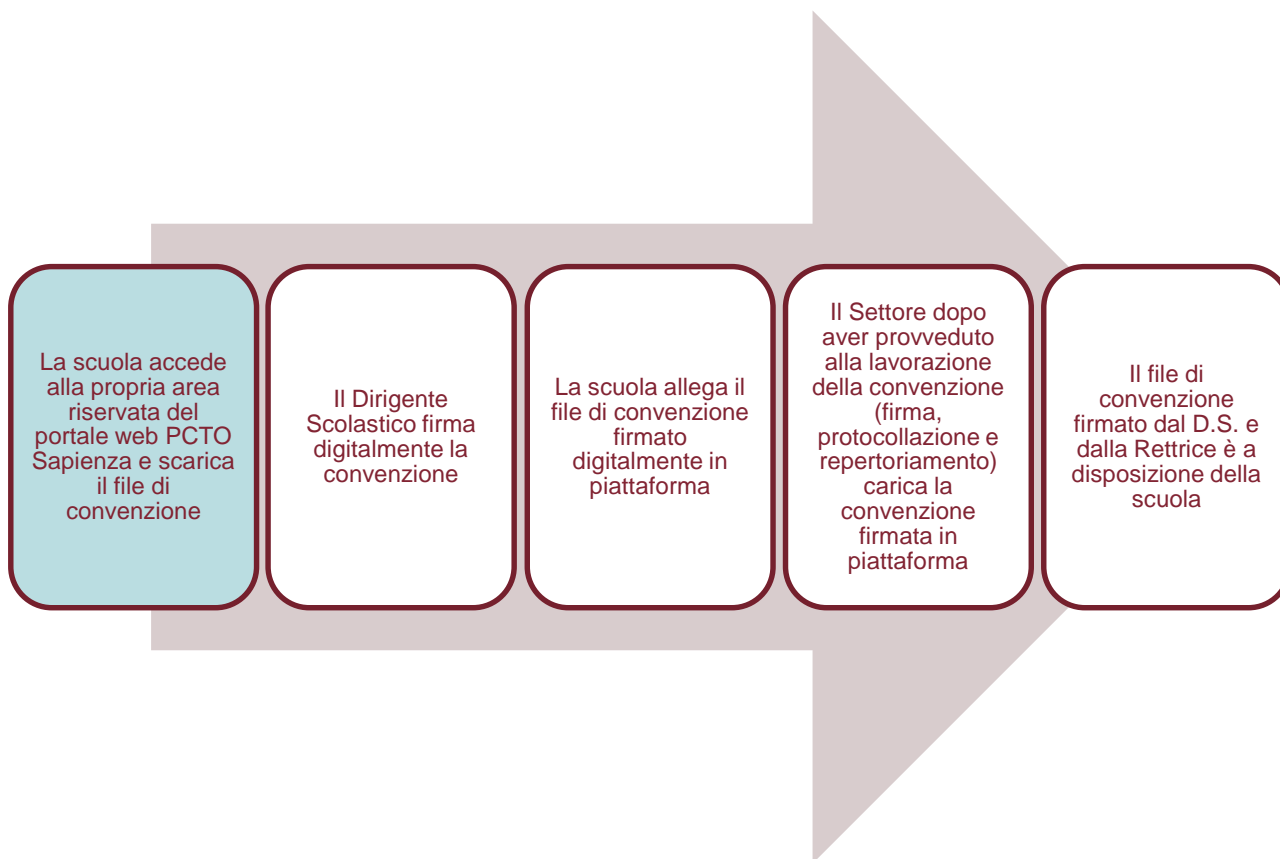 La scuola accede
alla propria area
riservata del
portale web PCTO
Sapienza e scarica
il file di
convenzione
Il Dirigente
Scolastico firma
digitalmente la
convenzione
La scuola allega il
file di convenzione
firmato
digitalmente in
piattaforma
Il Settore dopo
aver provveduto
alla lavorazione
della convenzione
(firma,
protocollazione e
repertoriamento)
carica la
convenzione
firmata in
piattaforma
Il file di
convenzione
firmato dal D.S. e
dalla Rettrice è a
disposizione della
scuola